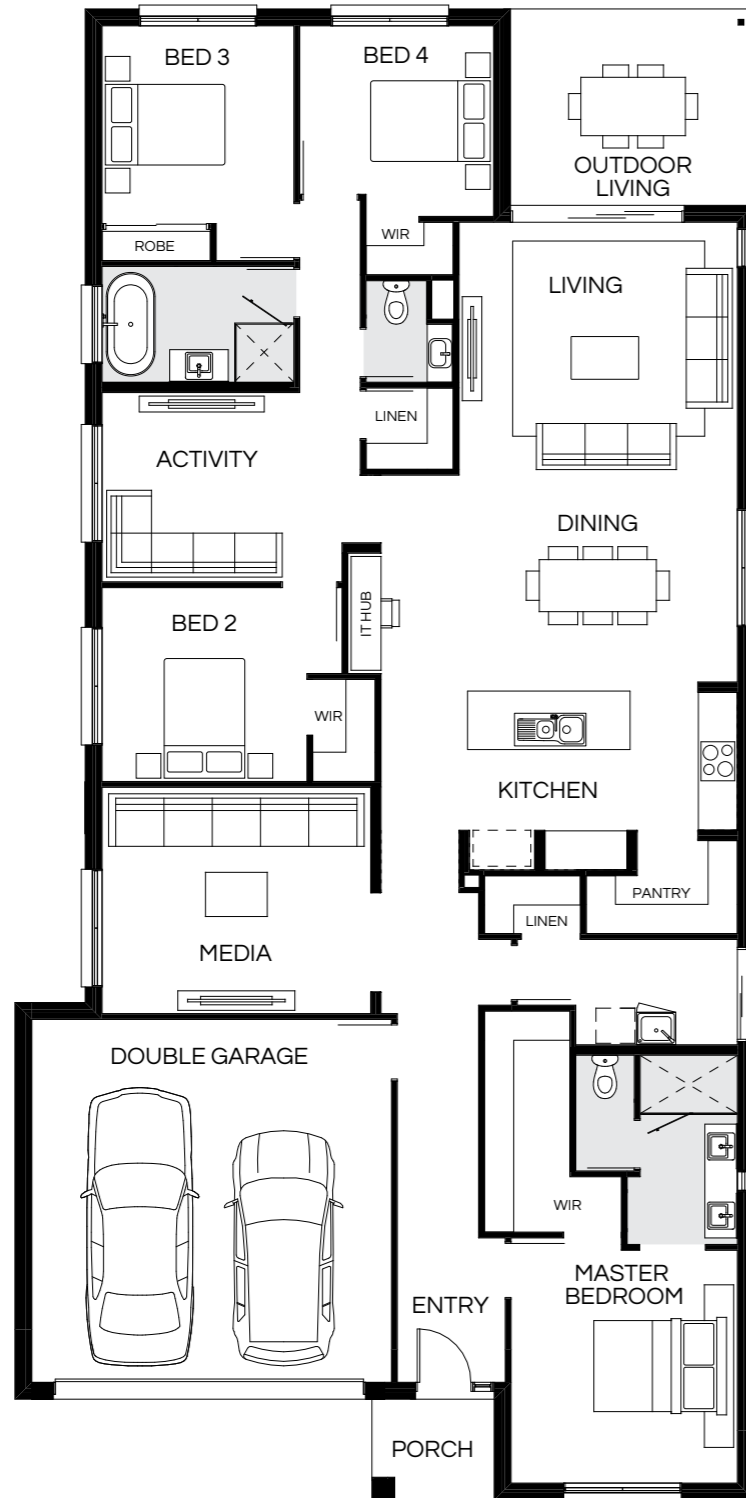 BED 3
BED 4
OUTDOOR
LIVING
WIR
ROBE
LIVING
LINEN
ACTIVITY
DINING
IT HUB
BED 2
WIR
KITCHEN
PANTRY
LINEN
MEDIA
DOUBLE GARAGE
WIR
MASTER
BEDROOM
ENTRY
PORCH